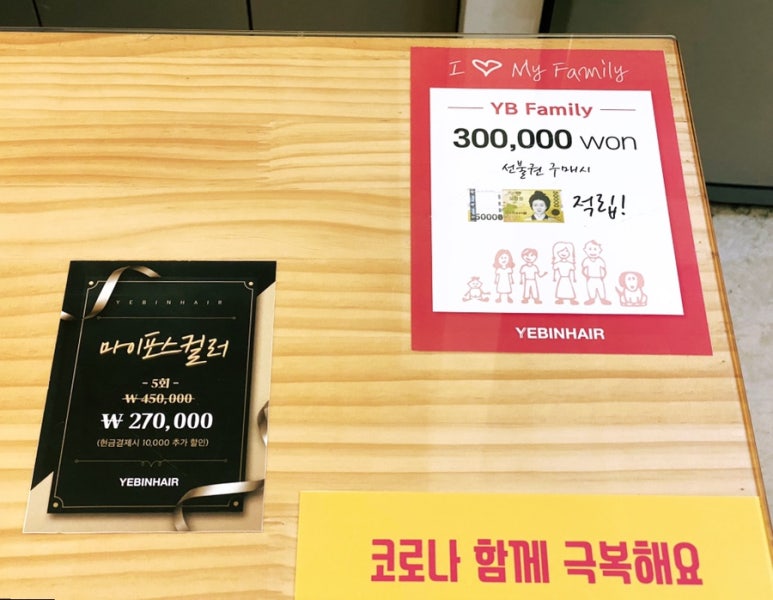 I ♡ My Family
YB Family
300,000 won
선불권 구매시
50000 적립!
YEBINHAIR
YEBINHAIR
마이포스컬러
- 5회 -
₩ 450,000
₩ 270,000
(현금결제시 10,000 추가 할인)
YEBINHAIR
코로나 함께 극복해요